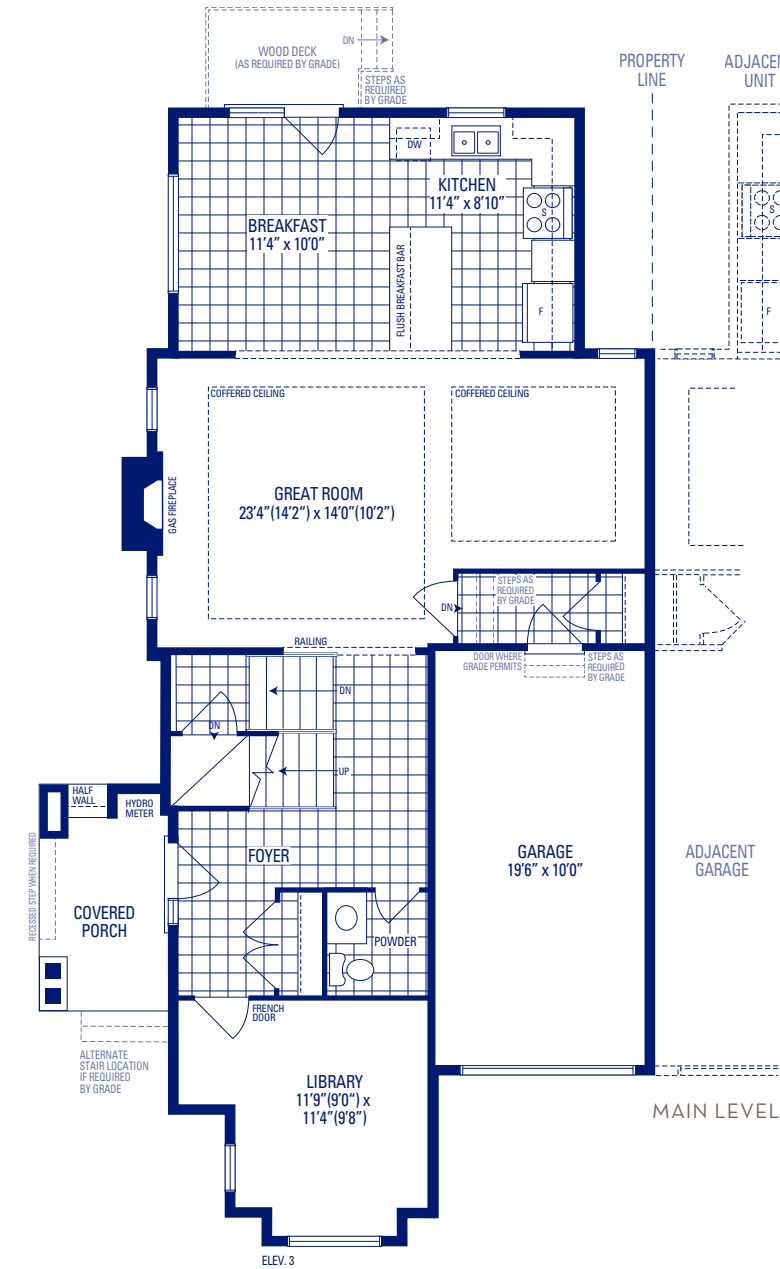 DN
WOOD DECK
(AS REQUIRED BY GRADE)
STEPS AS
REQUIRED
BY GRADE
PROPERTY
LINE
UNIT
DW
KITCHEN
11'4" x 8'10"
S
S
BREAKFAST
11'4" x 10'0"
FLUSH BREAKFAST BAR
F
F
COFFERED CEILING
COFFERED CEILING
GAS FIREPLACE
GREAT ROOM
23'4"(14'2") x 14'0"(10'2")
STEPS AS
REQUIRED
BY GRADE
DN
RAILING
DOOR WHERE
GRADE PERMITS
STEPS AS
REQUIRED
BY GRADE
DN
DN
UP
HALF
WALL
HYDRO
METER
RECESSED STEP WHEN REQUIRED
FOYER
GARAGE
19'6" x 10'0"
ADJACENT
GARAGE
COVERED
PORCH
POWDER
FRENCH
DOOR
ALTERNATE
STAIR LOCATION
IF REQUIRED
BY GRADE
LIBRARY
11'9"(9'0") x
11'4"(9'8")
MAIN LEVEL
ELEV. 3